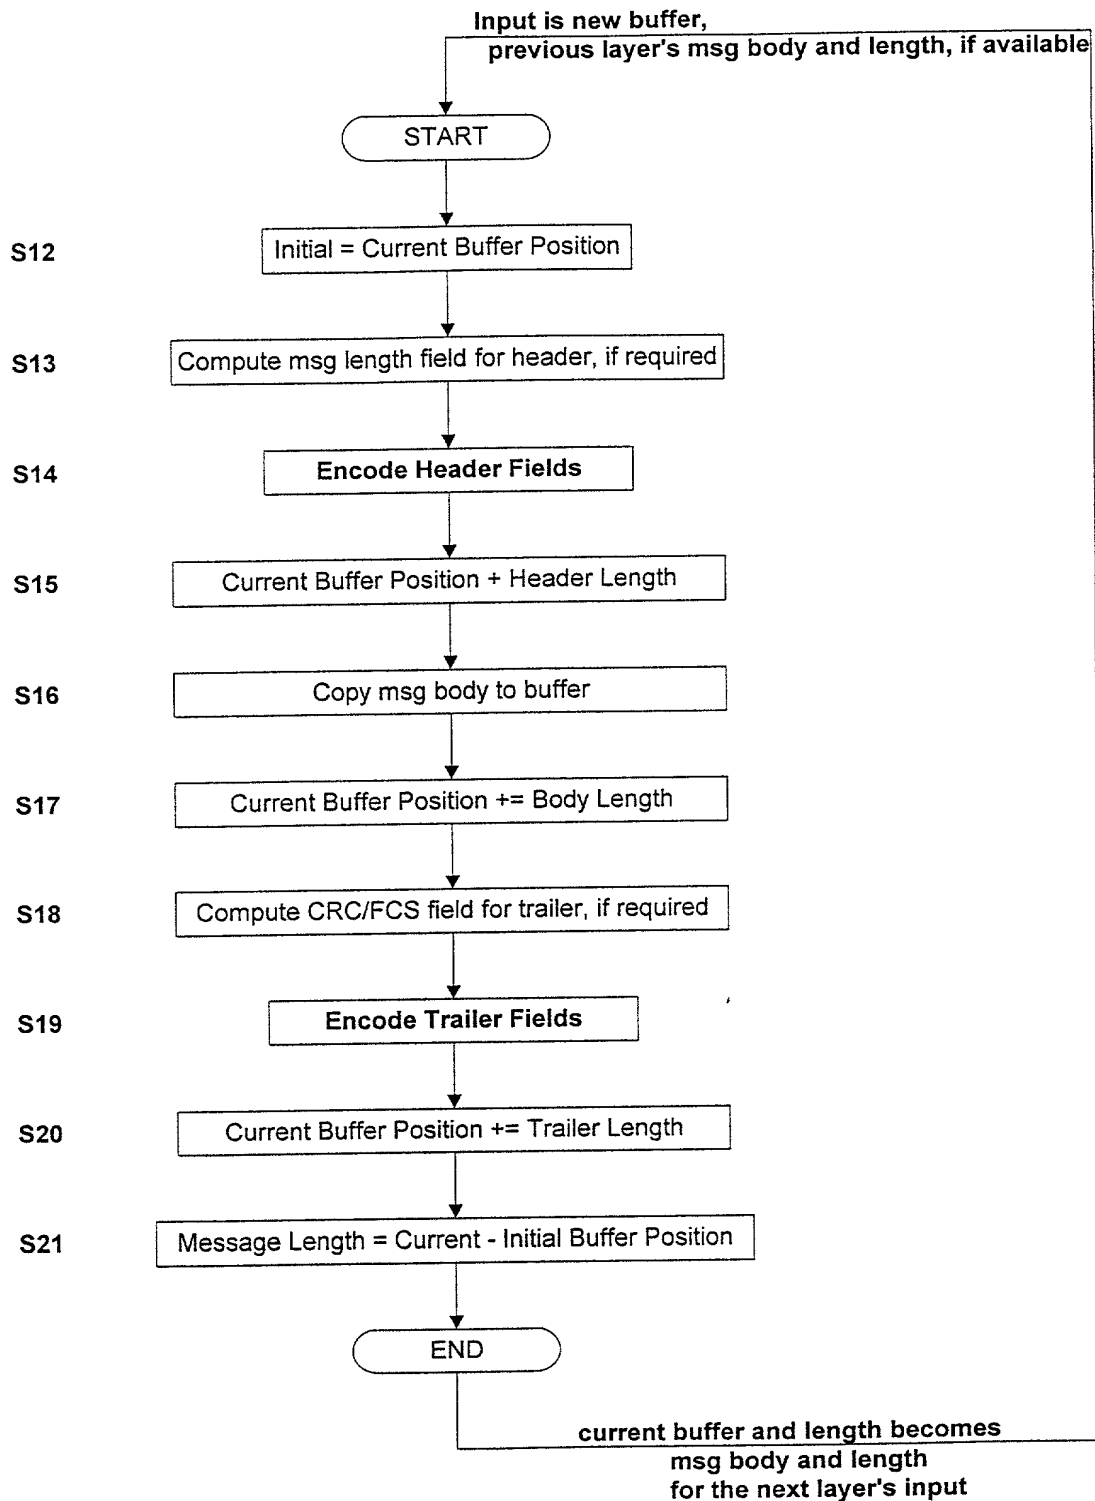 Input is new buffer,
previous layer's msg body and length, if available
START
S12
Initial = Current Buffer Position
S13
Compute msg length field for header, if required
S14
Encode Header Fields
S15
Current Buffer Position + Header Length
S16
Copy msg body to buffer
S17
Current Buffer Position += Body Length
S18
Compute CRC/FCS field for trailer, if required
S19
Encode Trailer Fields
S20
Current Buffer Position += Trailer Length
S21
Message Length = Current - Initial Buffer Position
END
current buffer and length becomes
msg body and length
for the next layer's input